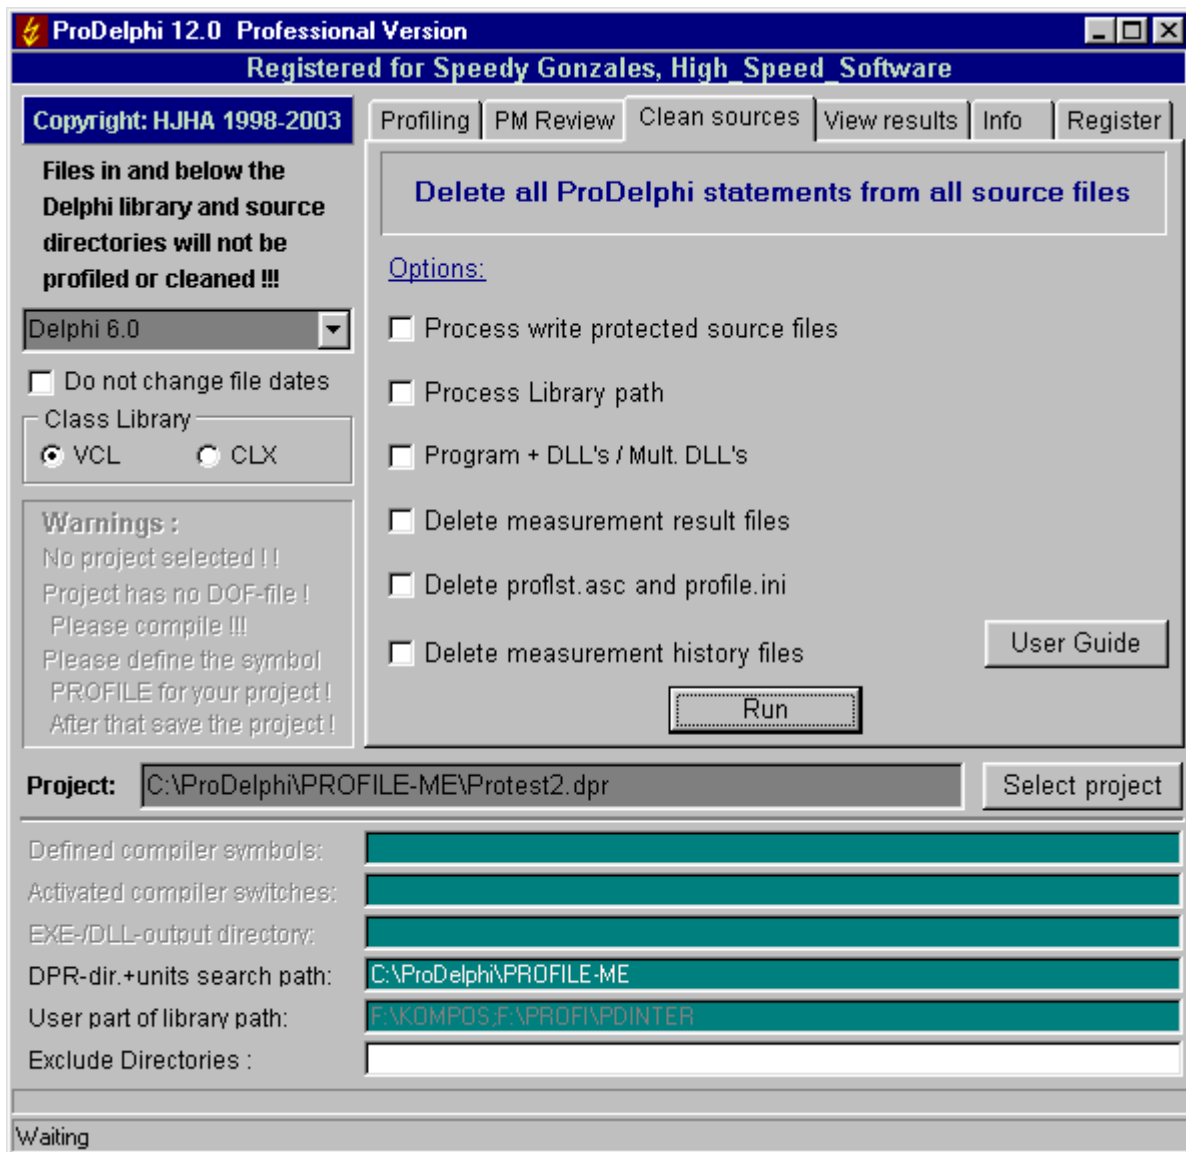 ProDelphi 12.0 Professional Version
Registered for Speedy Gonzales, High_Speed_Software
Copyright: HJHA 1998-2003
Files in and below the
Delphi library and source
directories will not be
profiled or cleaned !!!
Delphi 6.0
Do not change file dates
Class Library
VCL CLX
Warnings :
No project selected ! !
Project has no DOF-file !
Please compile !!!
Please define the symbol
PROFILE for your project !
After that save the project !
Profiling PM Review Clean sources View results Info Register
Delete all ProDelphi statements from all source files
Options:
Process write protected source files
Process Library path
Program + DLL's / Mult. DLL's
Delete measurement result files
Delete proflst.asc and profile.ini
Delete measurement history files
User Guide
Run
Project: C:\ProDelphi\PROFILE-ME\Protest2.dpr Select project
Defined compiler symbols:
Activated compiler switches:
EXE-/DLL-output directory:
DPR-dir.+units search path: C:\ProDelphi\PROFILE-ME
User part of library path: F:\KOMPOS;F:\PROFI\PDINTER
Exclude Directories :
Waiting